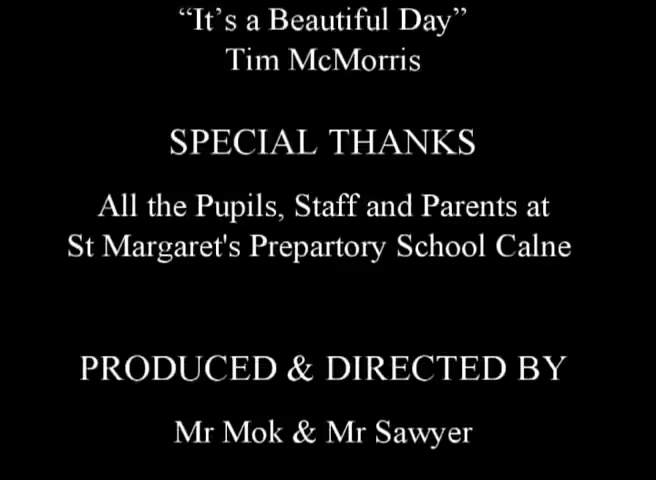 “It’s a Beautiful Day”
Tim McMorris
SPECIAL THANKS
All the Pupils, Staff and Parents at
St Margaret's Prepartory School Calne
PRODUCED & DIRECTED BY
Mr Mok & Mr Sawyer